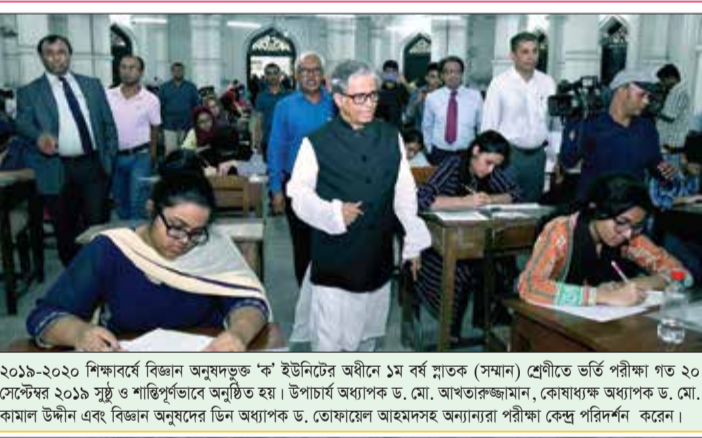 ২০১৯-২০২০ শিক্ষাবর্ষে বিজ্ঞান অনুষদভুক্ত ‘ক’ ইউনিটের অধীনে ১ম বর্ষ স্নাতক (সম্মান) শ্রেণীতে ভর্তি পরীক্ষা গত ২০
সেপ্টেম্বর ২০১৯ সুষ্ঠু ও শান্তিপূর্ণভাবে অনুষ্ঠিত হয়। উপাচার্য অধ্যাপক ড. মো. আখতারুজ্জামান, কোষাধ্যক্ষ অধ্যাপক ড. মো.
কামাল উদ্দীন এবং বিজ্ঞান অনুষদের ডিন অধ্যাপক ড. তোফায়েল আহমদসহ অন্যান্যরা পরীক্ষা কেন্দ্র পরিদর্শন করেন।